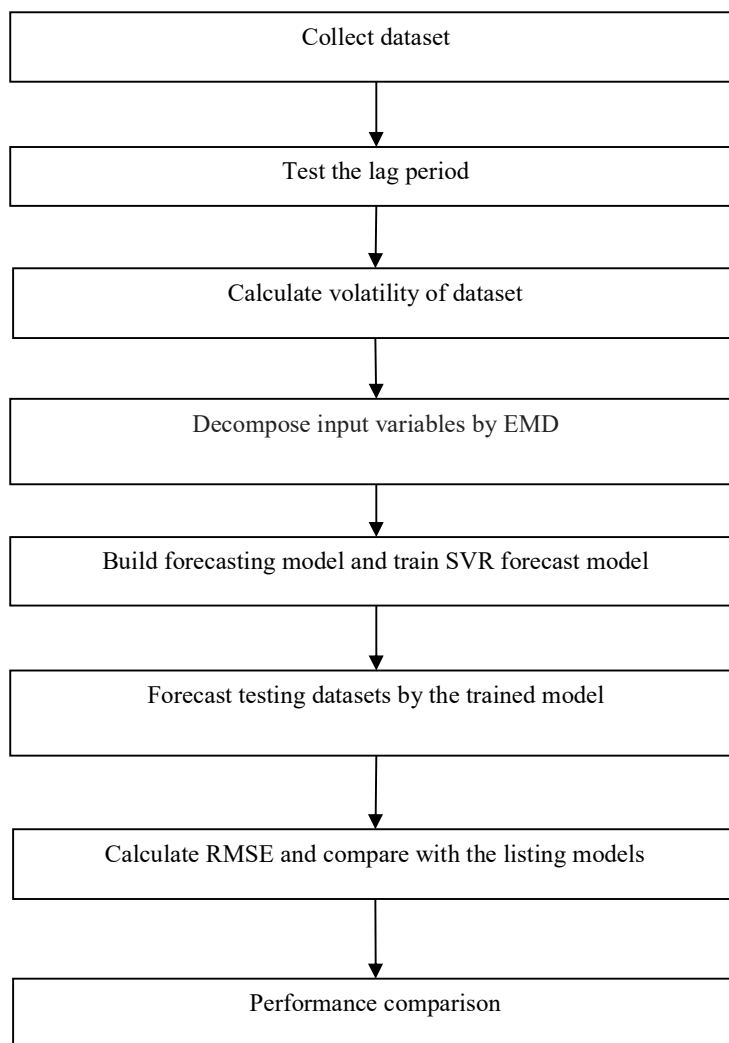 Collect dataset
Test the lag period
Calculate volatility of dataset
Decompose input variables by EMD
Build forecasting model and train SVR forecast model
Forecast testing datasets by the trained model
Calculate RMSE and compare with the listing models
Performance comparison